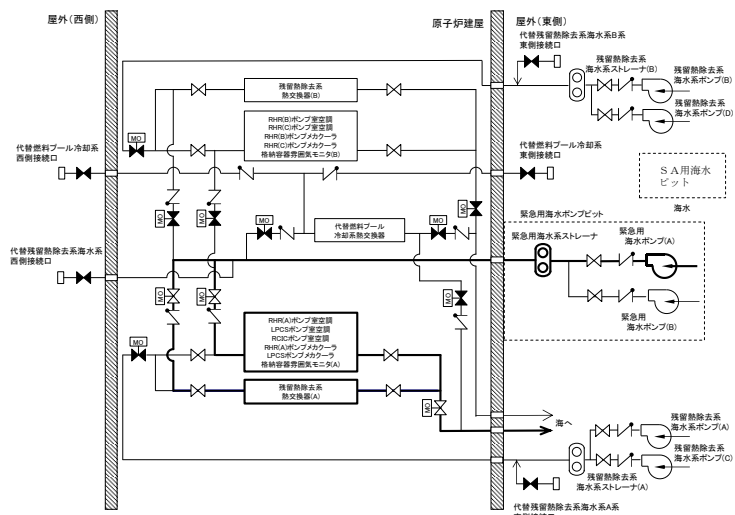 屋外(西側)
原子炉建屋
屋外(東側)
代替残留熱除去系海水系B系
東側接続口
残留熱除去系
海水系ストレーナ(B)
残留熱除去系
海水系ポンプ(B)
残留熱除去系
海水系ポンプ(D)
残留熱除去系
熱交換器(B)
RHR(B)ポンプ室空調
RHR(C)ポンプ室空調
RHR(B)ポンプメカクーラ
RHR(C)ポンプメカクーラ
格納容器雰囲気モニタ(B)
MO
代替燃料プール冷却系
西側接続口
代替燃料プール冷却系
東側接続口
SA用海水
ピット
海水
MO
MO
MO
MO
代替燃料プール
冷却系熱交換器
MO
緊急用海水ポンプピット
緊急用海水系ストレーナ
緊急用
海水ポンプ(A)
代替残留熱除去系海水系
西側接続口
MO
MO
MO
緊急用
海水ポンプ(B)
RHR(A)ポンプ室空調
LPCSポンプ室空調
RCICポンプ室空調
RHR(A)ポンプメカクーラ
LPCSポンプメカクーラ
格納容器雰囲気モニタ(A)
MO
残留熱除去系
熱交換器(A)
MO
海へ
残留熱除去系
海水系ポンプ(A)
残留熱除去系
海水系ポンプ(C)
残留熱除去系
海水系ストレーナ(A)
代替残留熱除去系海水系A系